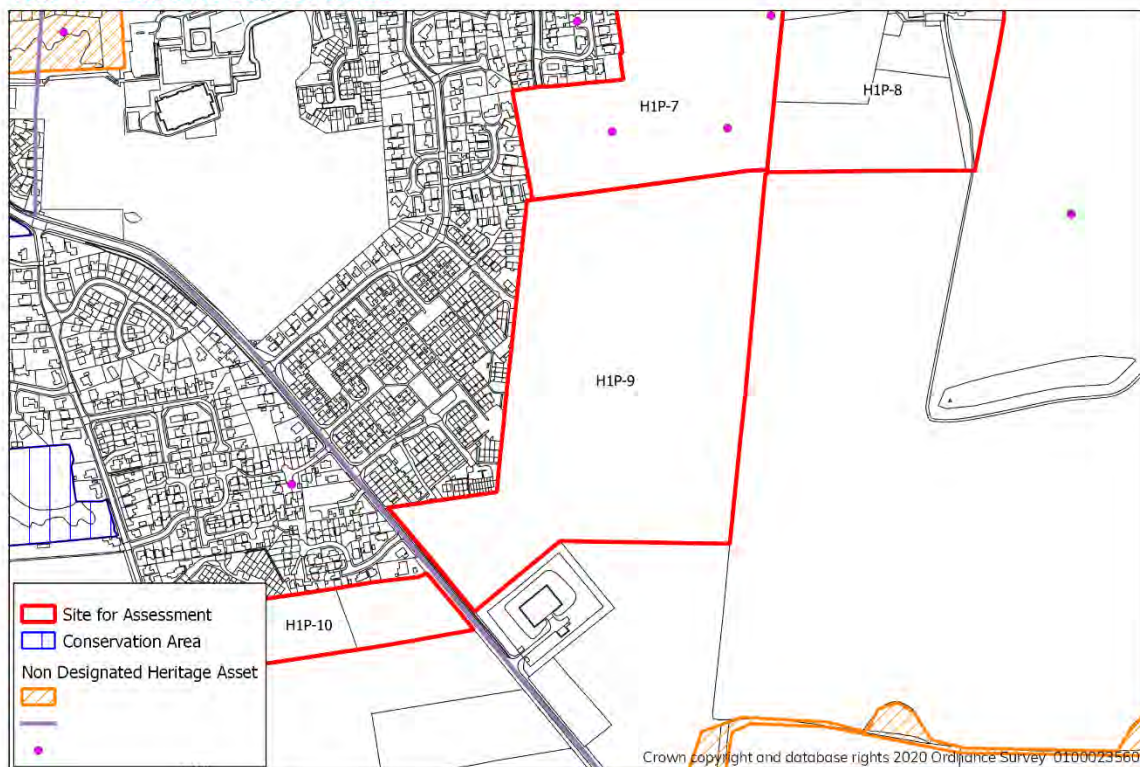 H1P-7
H1P-8
H1P-9
H1P-10
Site for Assessment
Conservation Area
Non Designated Heritage Asset
Crown copyright and database rights 2020 Ordnance Survey 0100023560